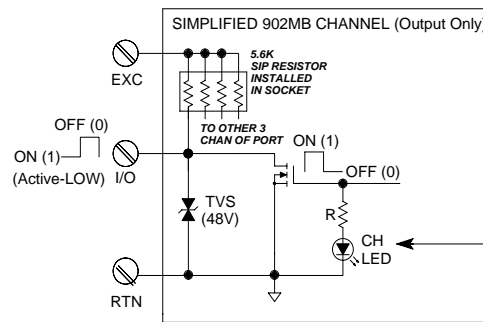 SIMPLIFIED 902MB CHANNEL (Output Only)
5.6K
SIP RESISTOR
INSTALLED
IN SOCKET
EXC
TO OTHER 3
CHAN OF PORT
OFF (0)
ON (1)
(Active-LOW)
I/O
ON (1)
OFF (0)
TVS
(48V)
R
CH
LED
RTN